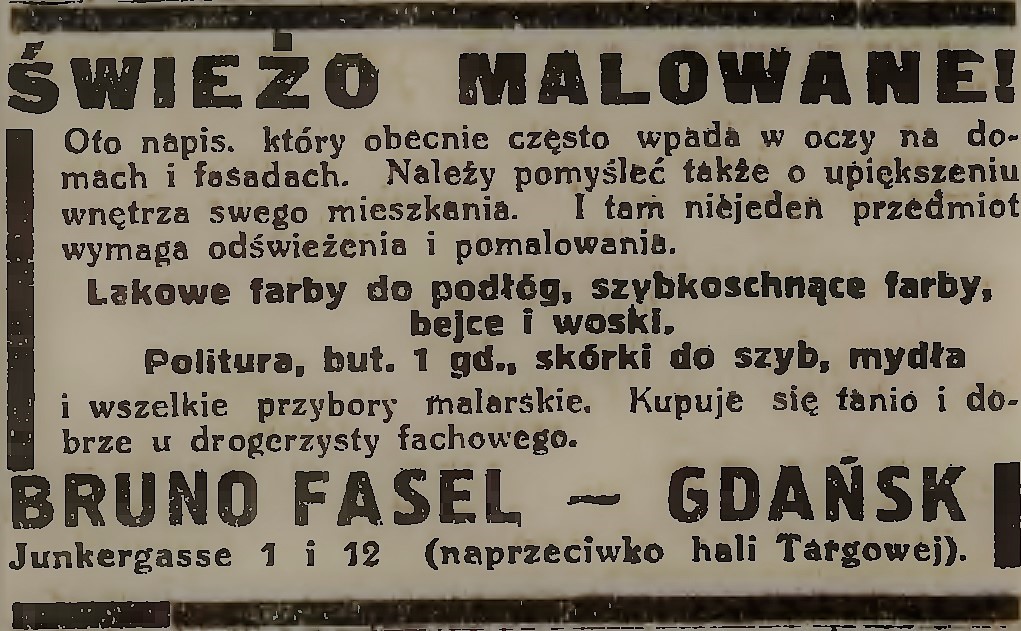 ŚWIEŻO MALOWANE!
Oto napis. który obecnie często wpada w oczy na do-
mach i fasadach. Należy pomyśleć także o upiększeniu
wnętrza swego mieszkania. I tam niejeden przedmiot
wymaga odświeżenia i pomalowania.
Lakowe farby do podłóg, szybkoschnące farby,
bejce i woski,
Politura, but. 1 gd., skórki do szyb, mydła
i wszelkie przybory malarskie. Kupuje się tanio i do-
brze u drogerzysty fachowego.
BRUNO FASEL — GDAŃSK
Junkergasse 1 i 12 (naprzeciwko hali Targowej).